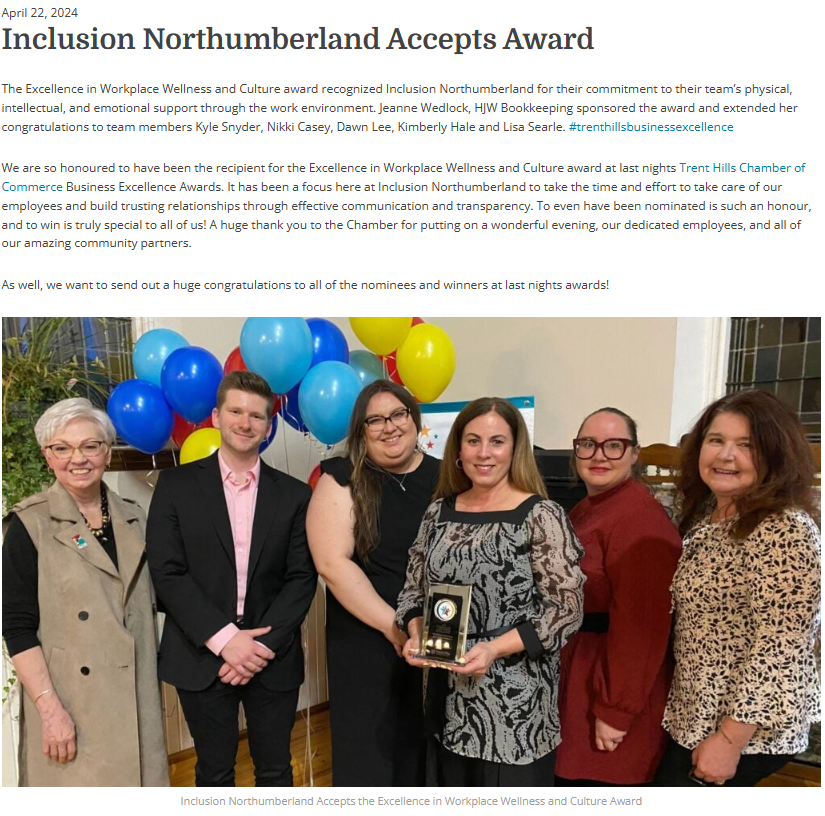 April 22, 2024
Inclusion Northumberland Accepts Award
The Excellence in Workplace Wellness and Culture award recognized Inclusion Northumberland for their commitment to their team's physical,
intellectual, and emotional support through the work environment. Jeanne Wedlock, HJW Bookkeeping sponsored the award and extended her
congratulations to team members Kyle Snyder, Nikki Casey, Dawn Lee, Kimberly Hale and Lisa Searle. #trenthillsbusinessexcellence
We are so honoured to have been the recipient for the Excellence in Workplace Wellness and Culture award at last nights Trent Hills Chamber of
Commerce Business Excellence Awards. It has been a focus here at Inclusion Northumberland to take the time and effort to take care of our
employees and build trusting relationships through effective communication and transparency. To even have been nominated is such an honour,
and to win is truly special to all of us! A huge thank you to the Chamber for putting on a wonderful evening, our dedicated employees, and all of
our amazing community partners.
As well, we want to send out a huge congratulations to all of the nominees and winners at last nights awards!
Inclusion Northumberland Accepts the Excellence in Workplace Wellness and Culture Award